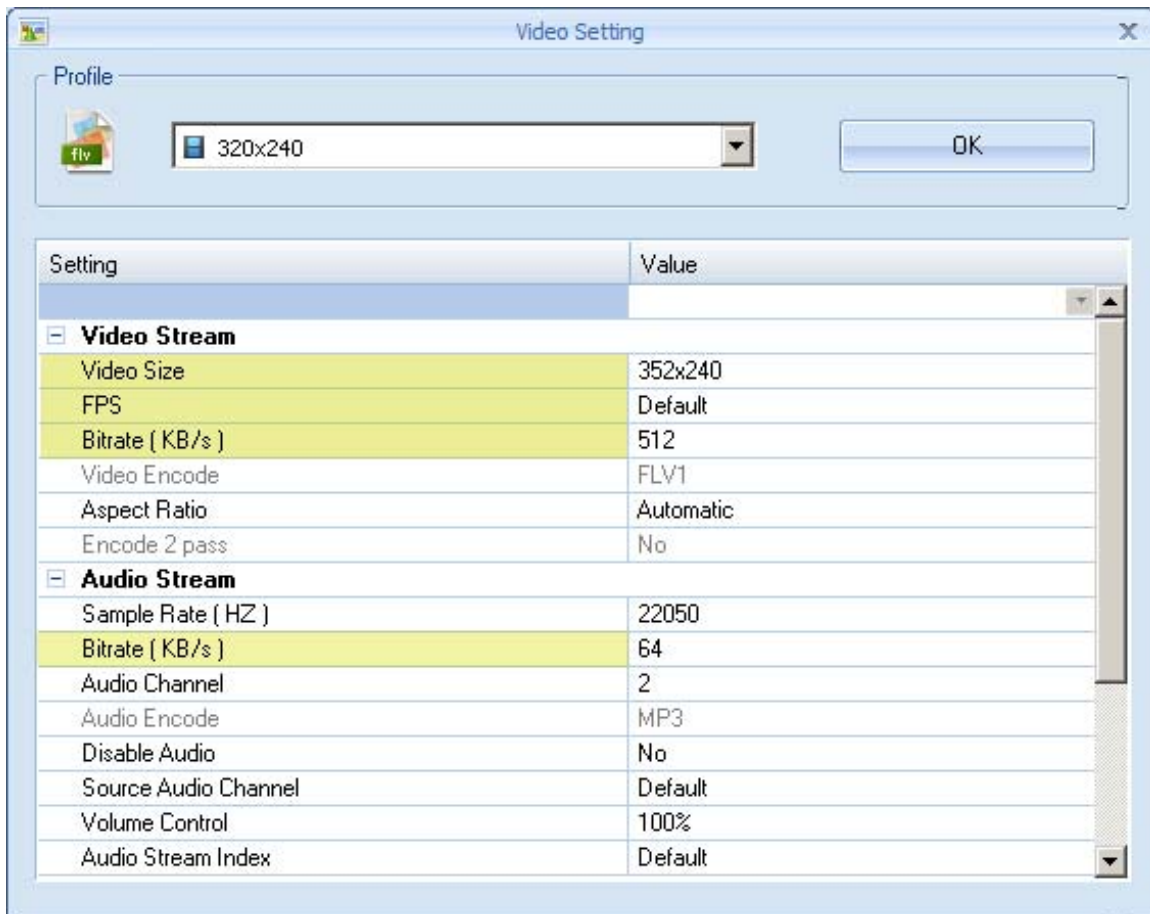 Video Setting
Profile
flv
320x240
OK
Setting Value
Video Stream
Video Size 352x240
FPS Default
Bitrate ( KB/s ) 512
Video Encode FLV1
Aspect Ratio Automatic
Encode 2 pass No
Audio Stream
Sample Rate ( HZ ) 22050
Bitrate ( KB/s ) 64
Audio Channel 2
Audio Encode MP3
Disable Audio No
Source Audio Channel Default
Volume Control 100%
Audio Stream Index Default